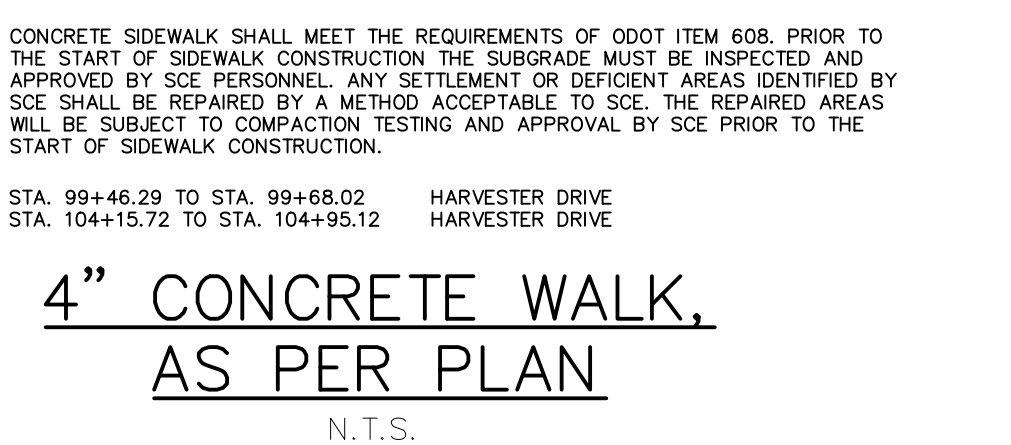 CONCRETE SIDEWALK SHALL MEET THE REQUIREMENTS OF ODOT ITEM 608. PRIOR TO
THE START OF SIDEWALK CONSTRUCTION THE SUBGRADE MUST BE INSPECTED AND
APPROVED BY SCE PERSONNEL. ANY SETTLEMENT OR DEFICIENT AREAS IDENTIFIED BY
SCE SHALL BE REPAIRED BY A METHOD ACCEPTABLE TO SCE. THE REPAIRED AREAS
WILL BE SUBJECT TO COMPACTION TESTING AND APPROVAL BY SCE PRIOR TO THE
START OF SIDEWALK CONSTRUCTION.
STA. 99+46.29 TO STA. 99+68.02 HARVESTER DRIVE
STA. 104+15.72 TO STA. 104+95.12 HARVESTER DRIVE
4” CONCRETE WALK,
AS PER PLAN
N.T.S.